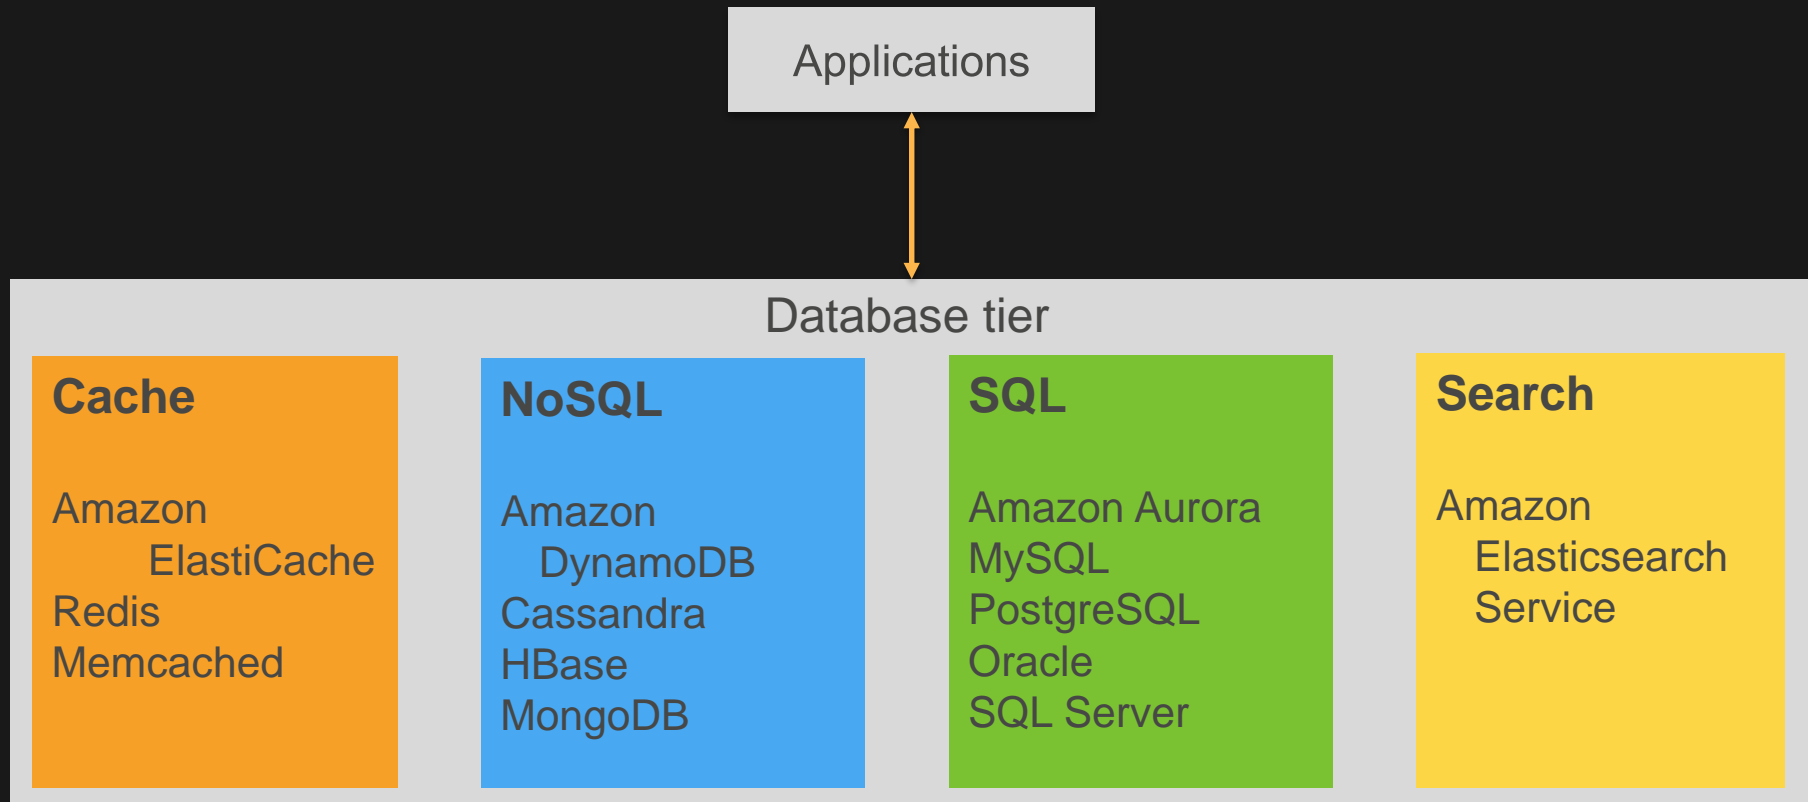 Applications
Database tier
Cache
Amazon
ElastiCache
Redis
Memcached
NoSQL
Amazon
DynamoDB
Cassandra
HBase
MongoDB
SQL
Amazon Aurora
MySQL
PostgreSQL
Oracle
SQL Server
Search
Amazon
Elasticsearch
Service